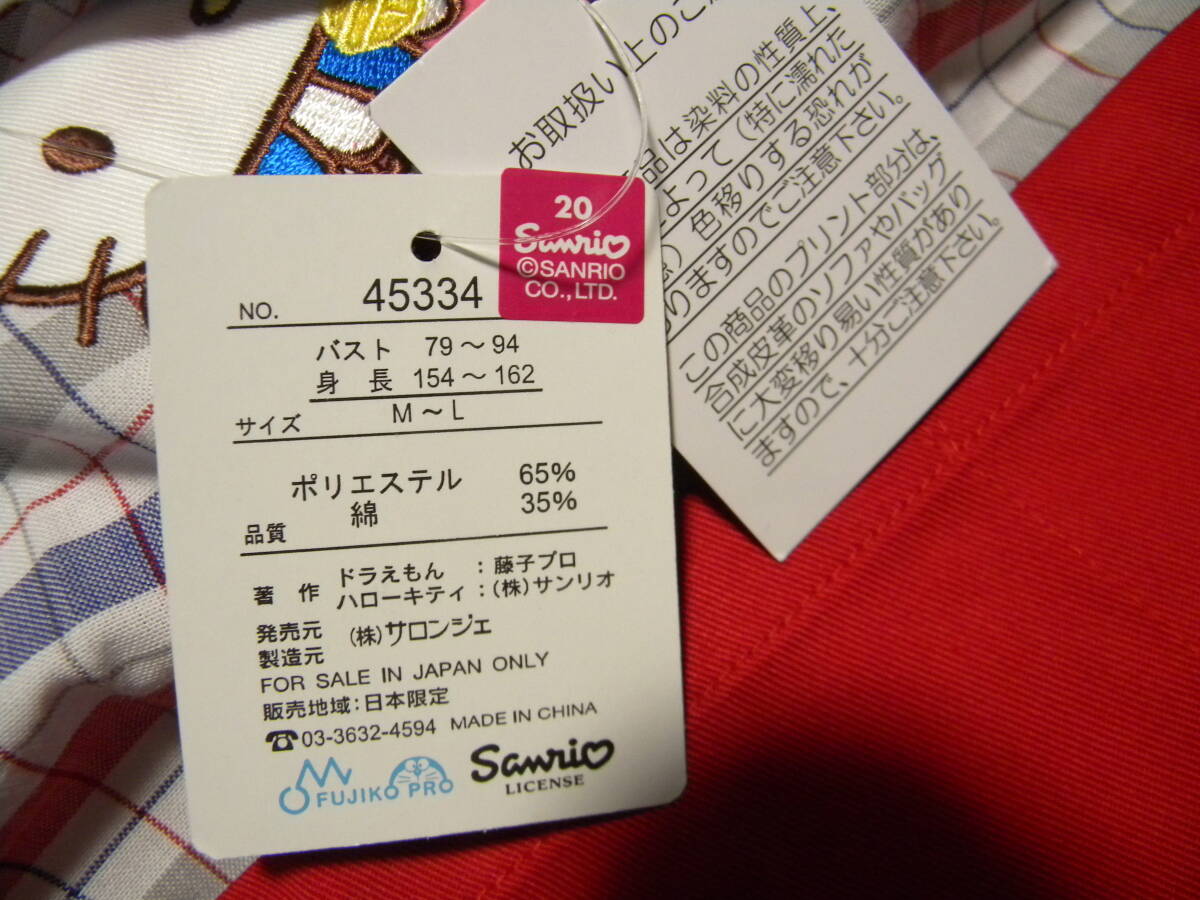 20
Sanrio
©SANRIO
CO.,LTD.
NO. 45334
バスト 79～94
身長 154～162
サイズ M～L
ポリエステル 65%
綿 35%
品質
著作 ドラえもん：藤子プロ
ハローキティ：(株)サンリオ
発売元
製造元
(株)サロンジェ
FOR SALE IN JAPAN ONLY
販売地域：日本限定
☎03-3632-4594 MADE IN CHINA
FUJIKO PRO
Sanrio
LICENSE
お取扱い上のご
品は染料の性質上、
よって(特に濡れた
)色移りする恐れが
りますのでご注意下さい。
この商品のプリント部分は、
合成皮革のソファやバッグ
に大変移り易い性質があり
ますので、十分ご注意下さい。